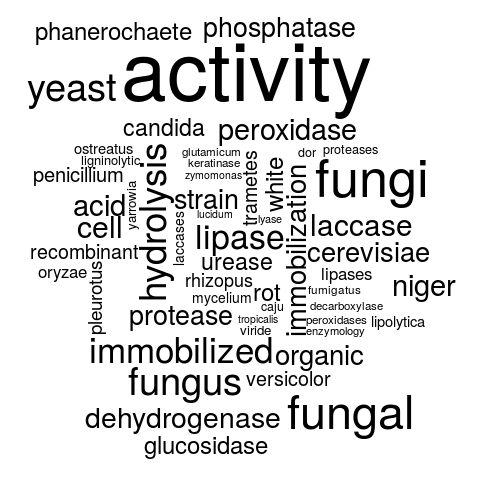 phanerochaete
phosphatase
yeast
activity
candida
peroxidase
ostreatus
ligninolytic
penicillium
hydrolysis
glutamicum
keratinase
zymomonas
trametes
white
dor
proteases
fungi
immobilization
acid
yarrowia
strain
cell
laccases
lucidum
lyase
laccase
lipase
recombinant
cerevisiae
oryzae
urease
pleurotus
rhizopus
lipases
niger
mycelium
rot
fumigatus
caju
decarboxylase
protease
tropicalis
peroxidases
lipolytica
viride
enzymology
immobilized
organic
fungus
versicolor
dehydrogenase
fungal
glucosidase